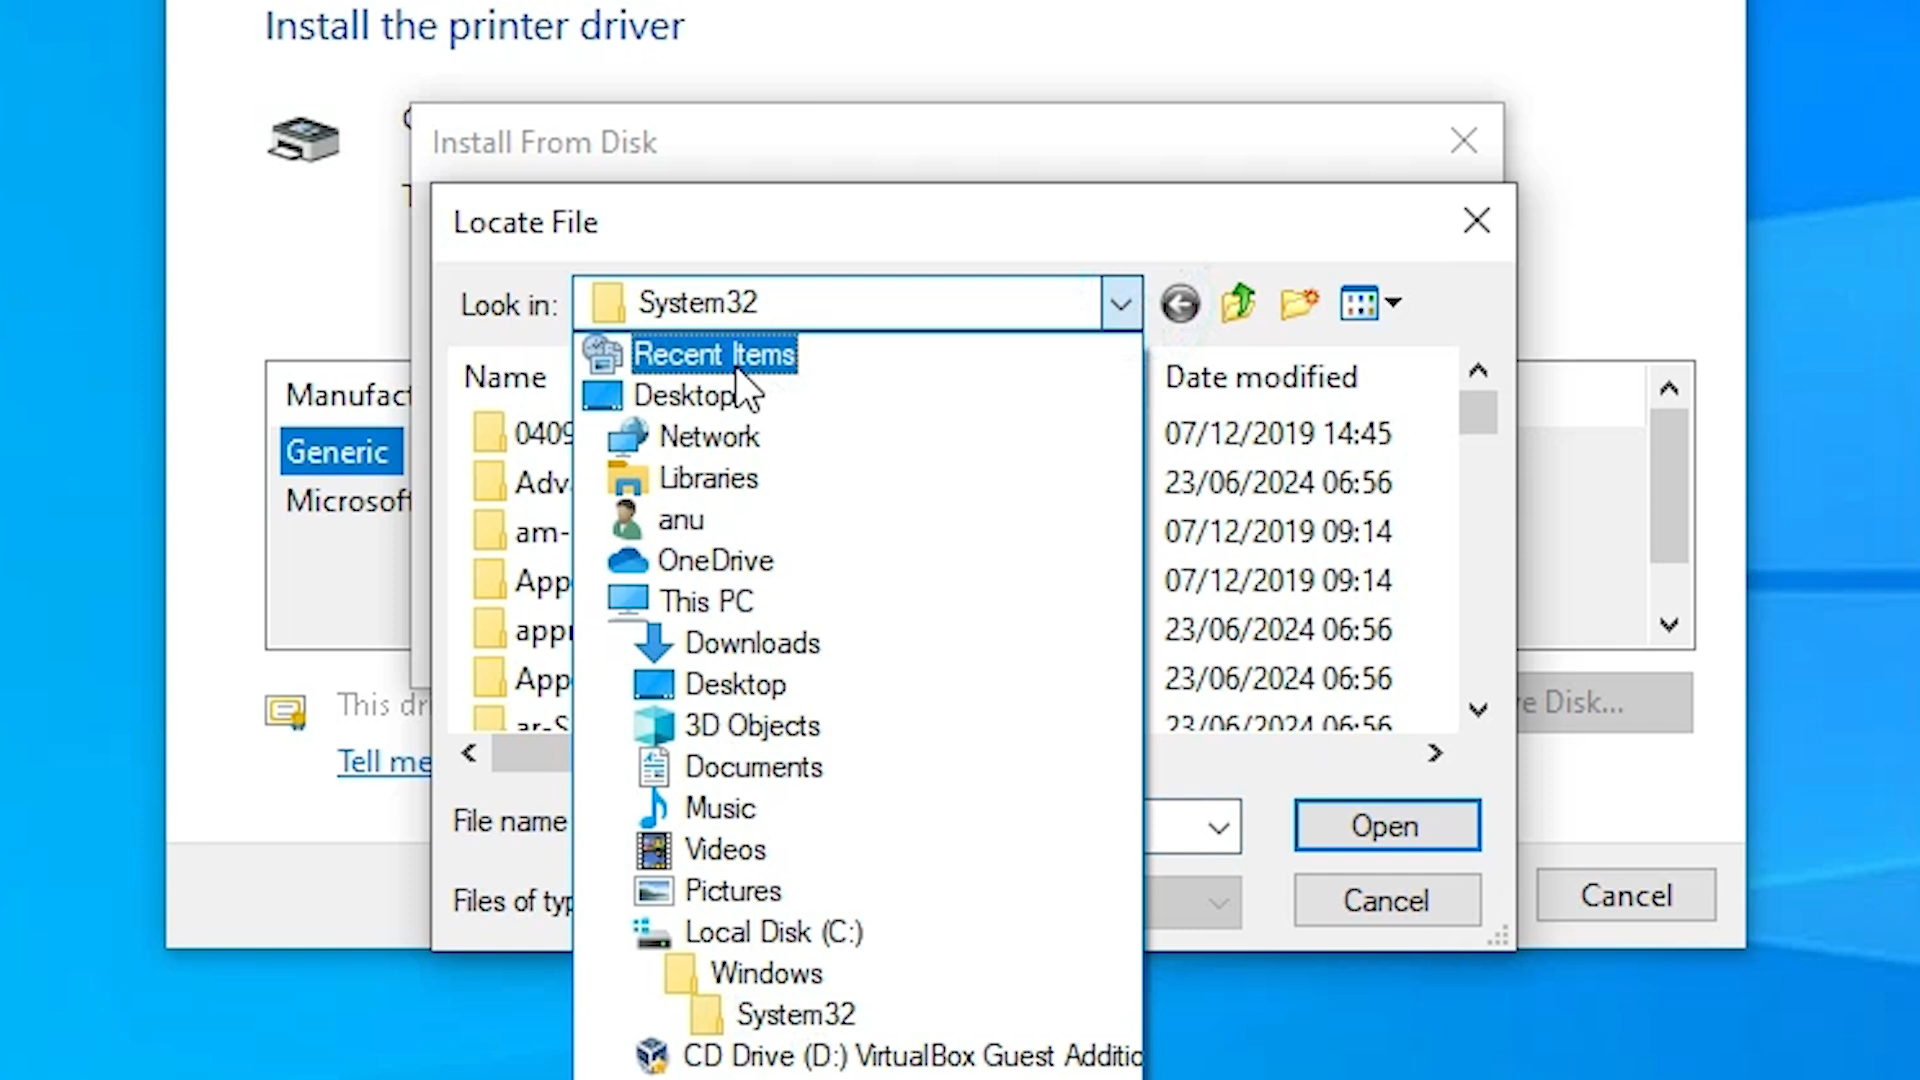 Install the printer driver
Install From Disk
Locate File
Look in:
System32
Recent Items
Desktop
Network
Libraries
anu
OneDrive
This PC
Downloads
Desktop
3D Objects
Documents
Music
Videos
Pictures
Local Disk (C:)
Windows
System32
CD Drive (D:) VirtualBox Guest Additio
Name
Date modified
0409
07/12/2019 14:45
Adv
23/06/2024 06:56
am-
07/12/2019 09:14
App
07/12/2019 09:14
appr
23/06/2024 06:56
App
23/06/2024 06:56
ar-S
23/06/2024 06:56
File name
Open
Files of typ
Cancel
Manufact
Generic
Microsoft
This dri
Tell me
ve Disk...
Cancel